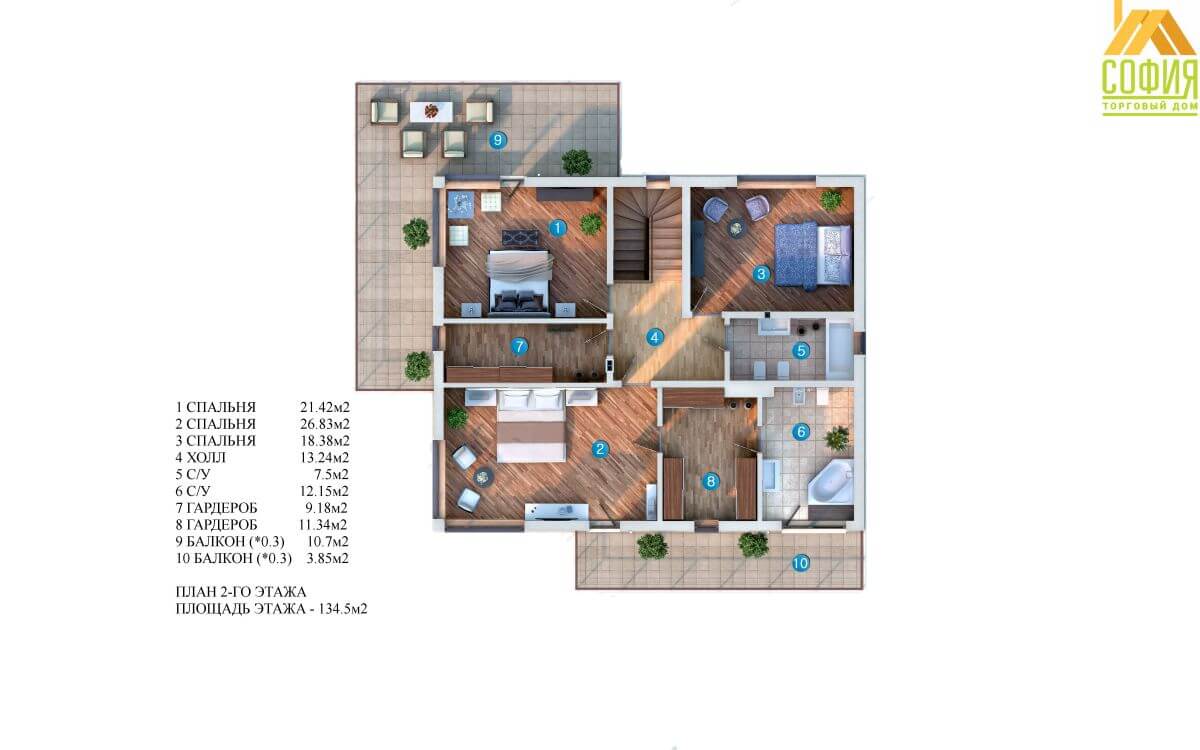 СОФИЯ
ТОРГОВЫЙ ДОМ
9
1
3
4
7
5
2
6
8
10
1 СПАЛЬНЯ 21.42м2
2 СПАЛЬНЯ 26.83м2
3 СПАЛЬНЯ 18.38м2
4 ХОЛЛ 13.24м2
5 С/У 7.5м2
6 С/У 12.15м2
7 ГАРДЕРОБ 9.18м2
8 ГАРДЕРОБ 11.34м2
9 БАЛКОН (*0.3) 10.7м2
10 БАЛКОН (*0.3) 3.85м2
ПЛАН 2-ГО ЭТАЖА
ПЛОЩАДЬ ЭТАЖА - 134.5м2